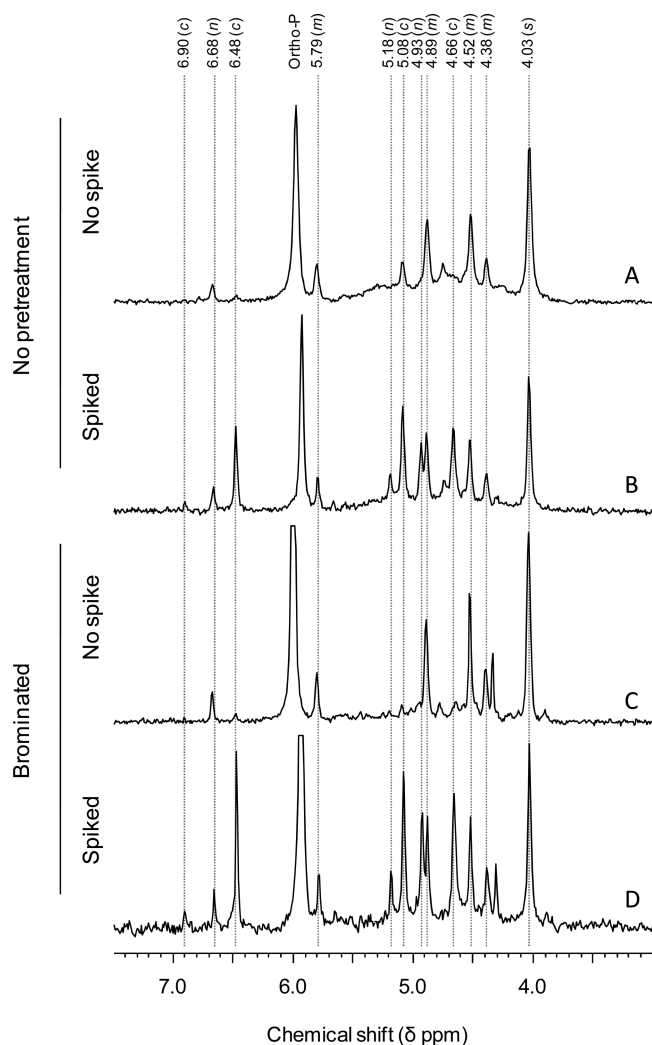 6.90 (c)
6.68 (n)
6.48 (c)
Ortho-P
5.79 (m)
5.18 (n)
5.08 (c)
4.93 (n)
4.89 (m)
4.66 (c)
4.52 (m)
4.38 (m)
4.03 (s)
No pretreatment
No spike
A
Spiked
B
Brominated
No spike
C
Spiked
D
7.0 6.0 5.0 4.0
Chemical shift (δ ppm)